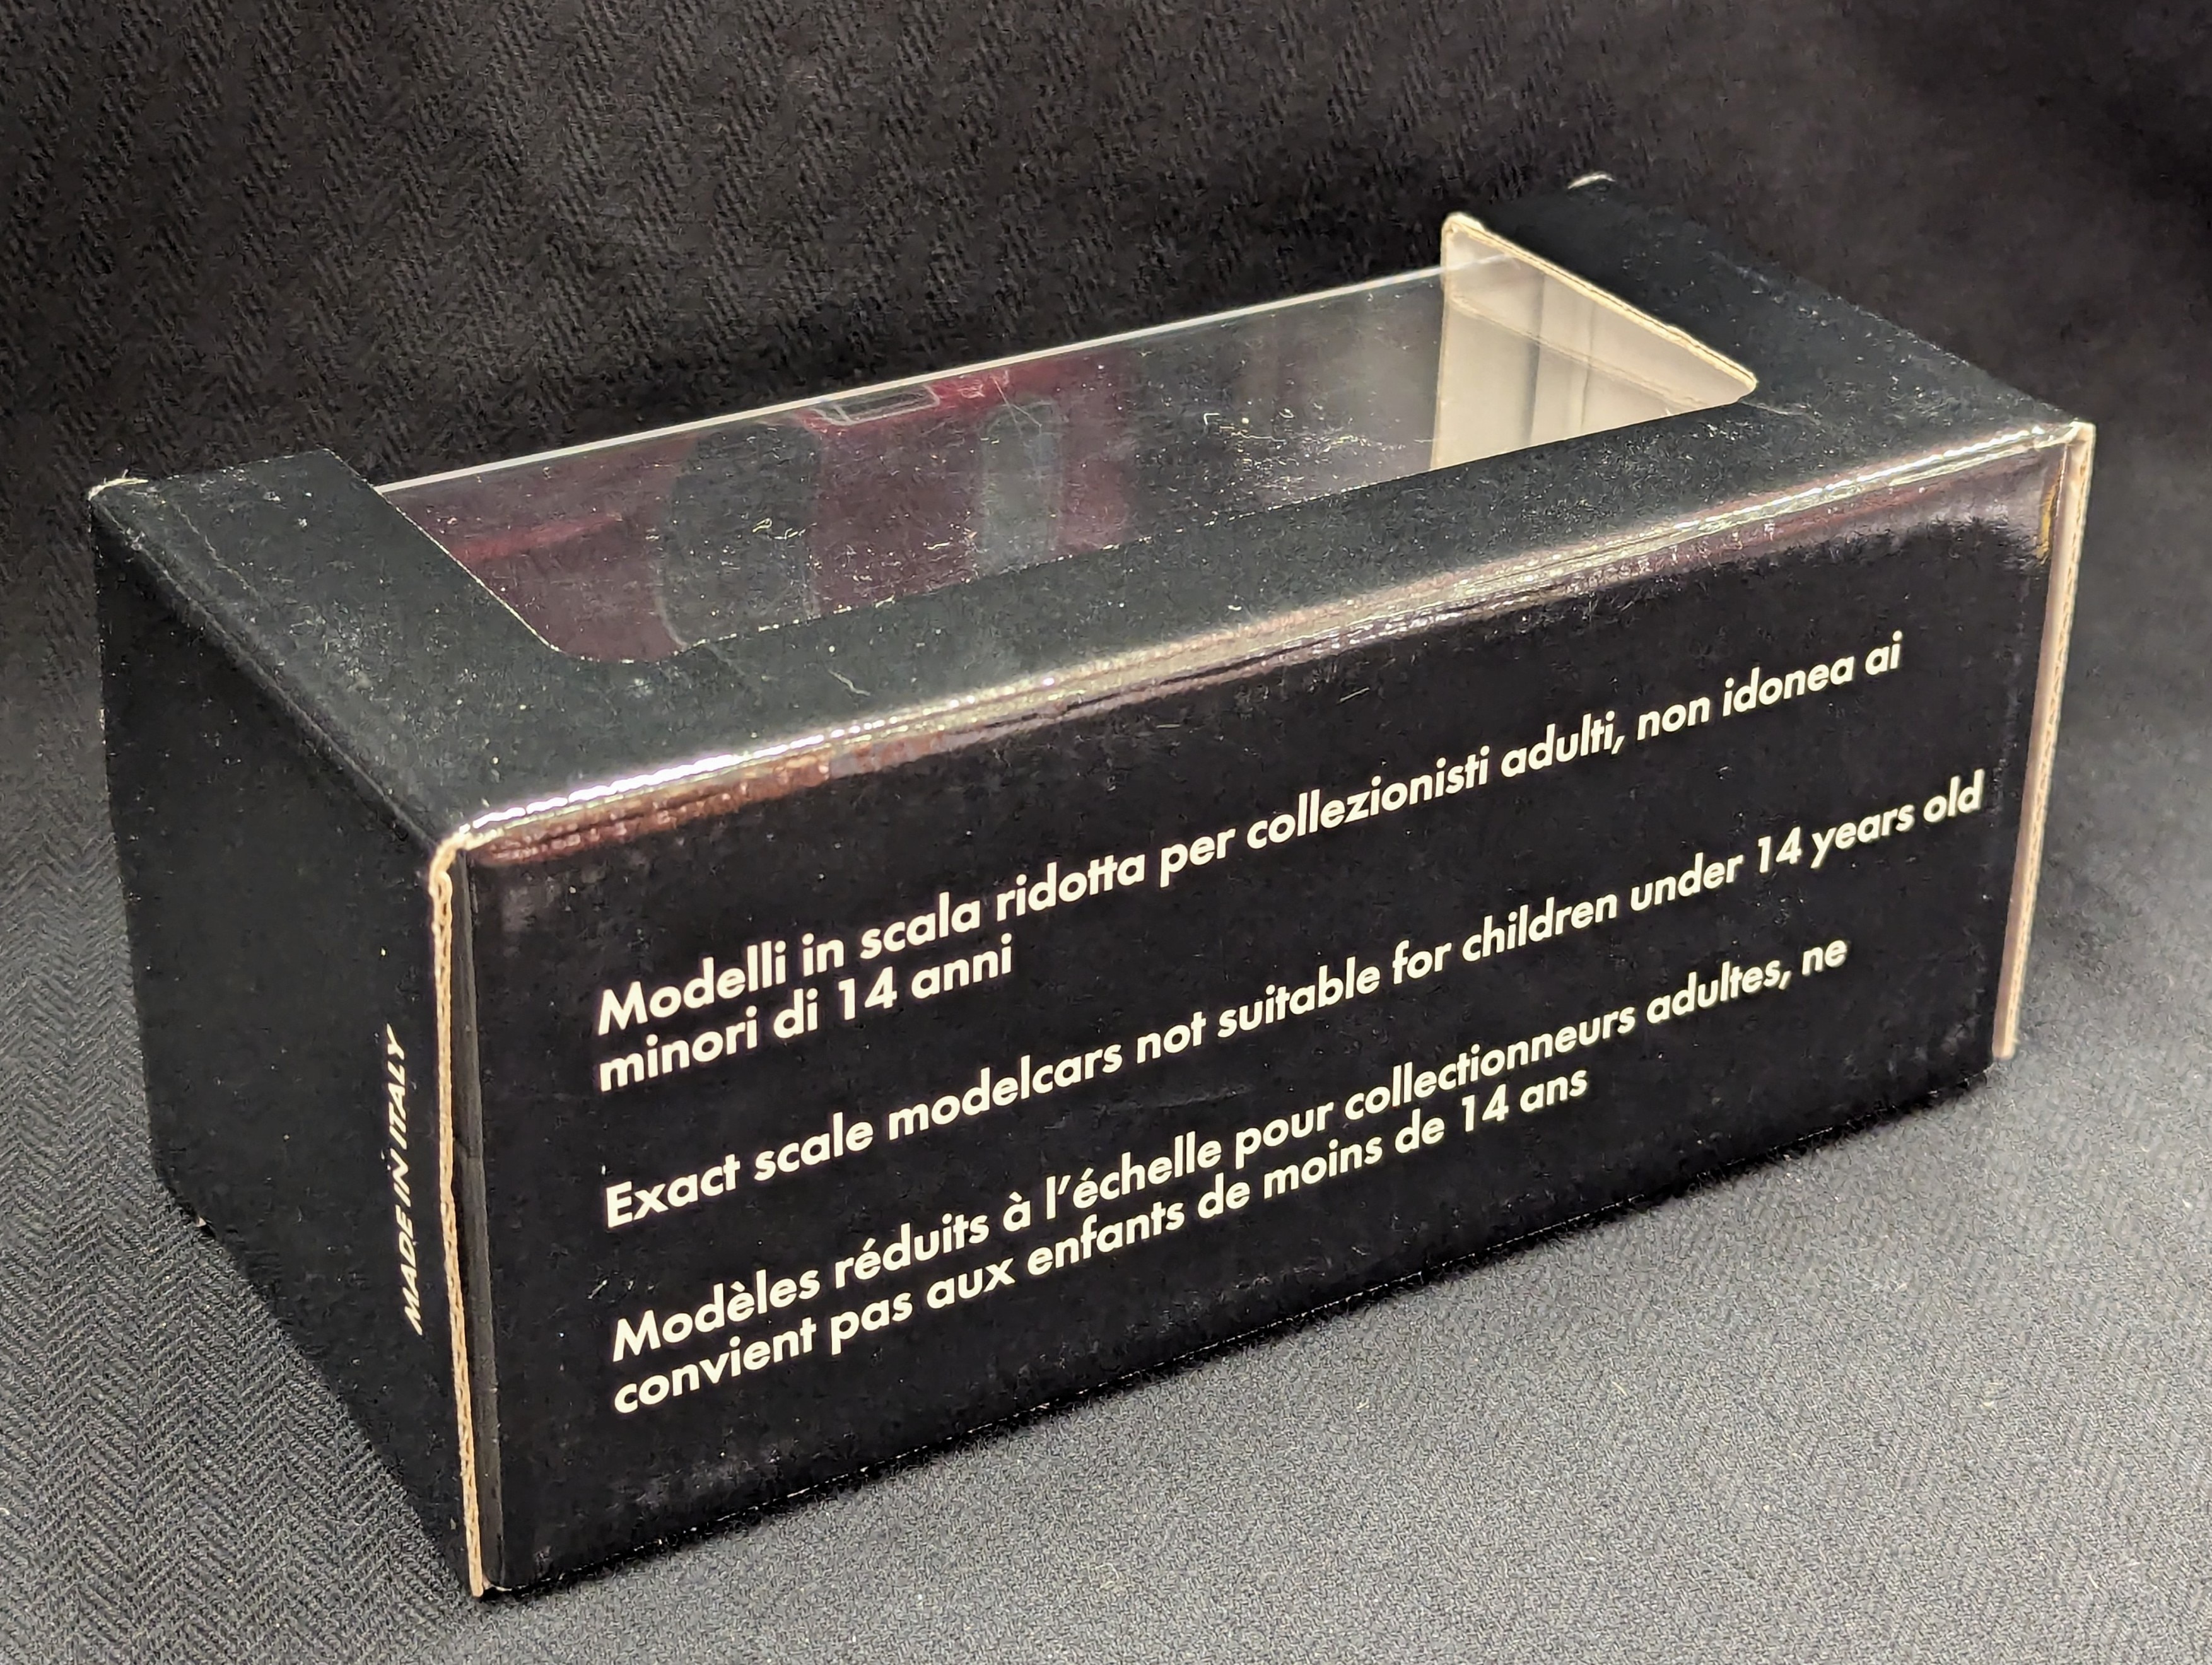 Modelli in scala ridotta per collezionisti adulti, non idonea ai
minori di 14 anni
Exact scale modelcars not suitable for children under 14 years old
Modèles réduits à l'échelle pour collectionneurs adultes, ne
convient pas aux enfants de moins de 14 ans
MADE IN ITALY